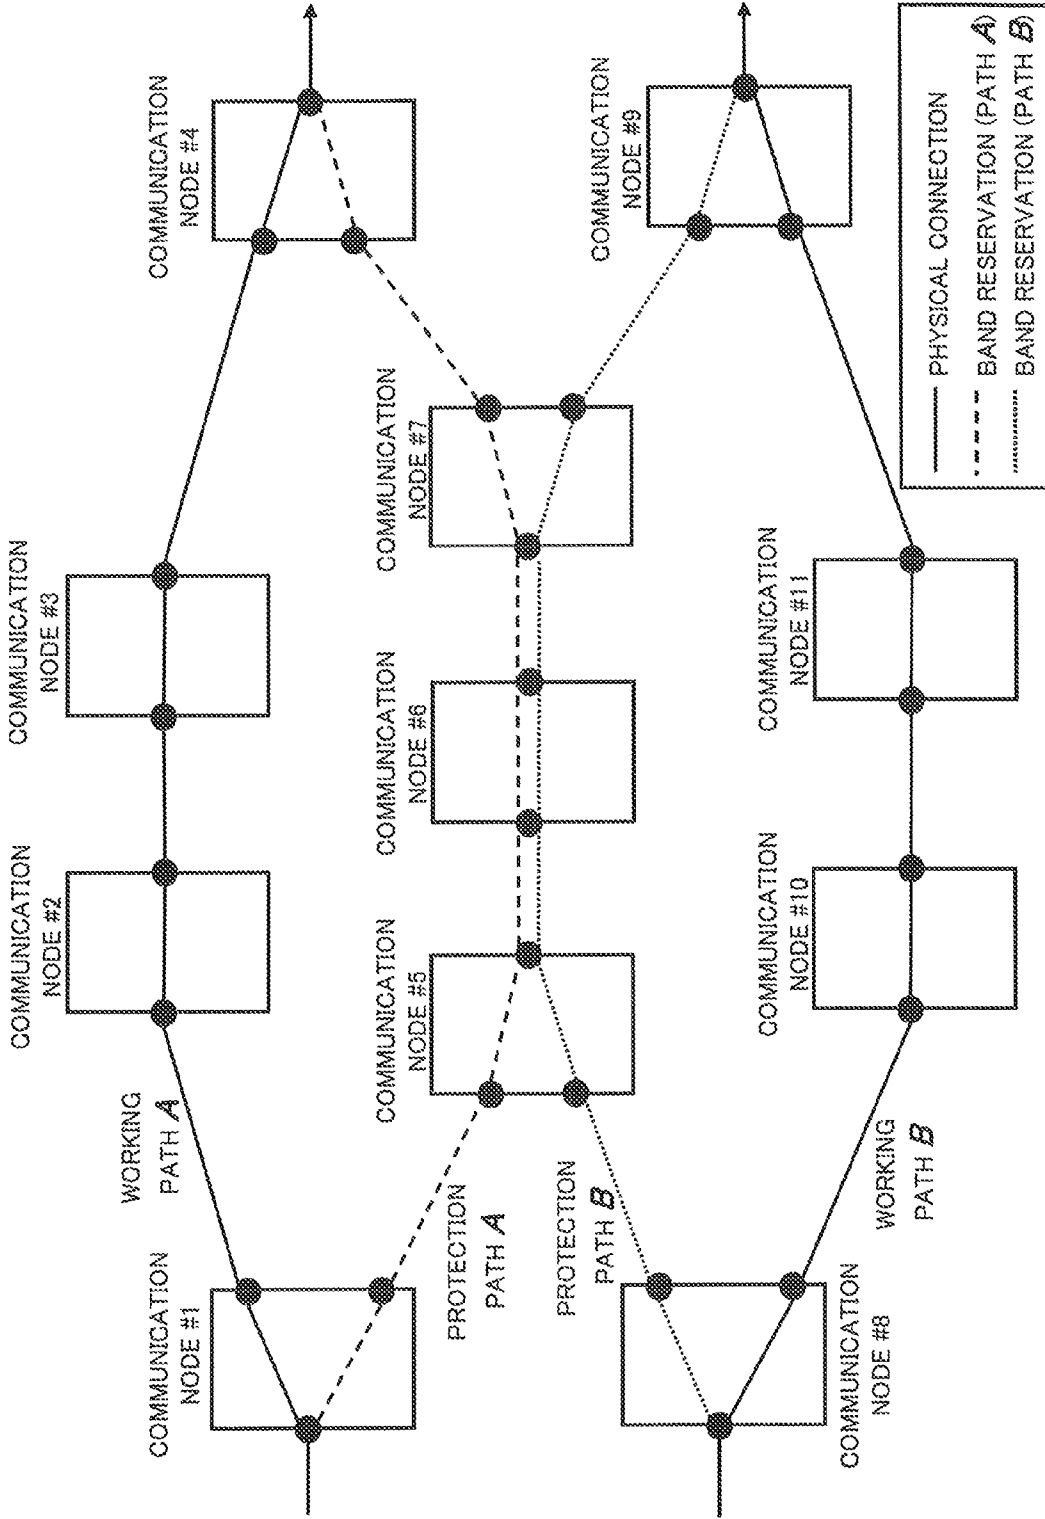 COMMUNICATION
NODE #1
WORKING
PATH A
COMMUNICATION
NODE #2
COMMUNICATION
NODE #3
COMMUNICATION
NODE #4
PROTECTION
PATH A
COMMUNICATION
NODE #5
COMMUNICATION
NODE #6
COMMUNICATION
NODE #7
PROTECTION
PATH B
COMMUNICATION
NODE #8
WORKING
PATH B
COMMUNICATION
NODE #10
COMMUNICATION
NODE #11
COMMUNICATION
NODE #9
PHYSICAL CONNECTION
BAND RESERVATION (PATH A)
BAND RESERVATION (PATH B)